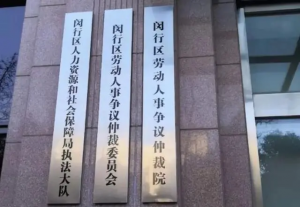 闵行区人力资源和社会保障局执法大队
闵行区劳动人事争议仲裁委员会
闵行区劳动人事争议仲裁院